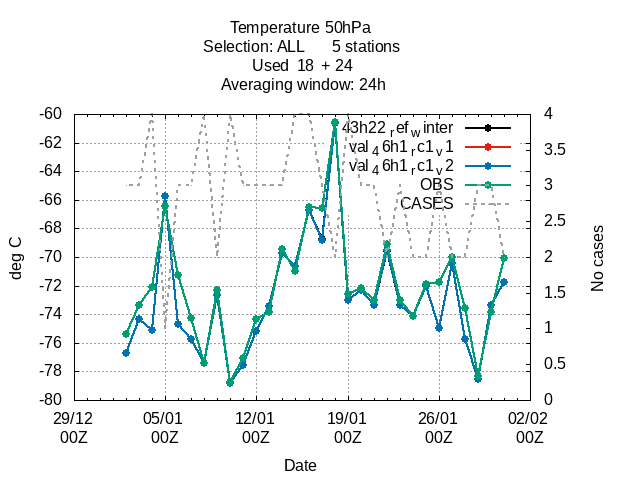 Temperature 50hPa
Selection: ALL 5 stations
Used 18 + 24
Averaging window: 24h
-60
-62
-64
-66
-68
-70
-72
-74
-76
-78
-80
deg C
43h22refwinter
val46h1rc1v1
val46h1rc1v2
OBS
CASES
4
3.5
3
2.5
2
1.5
1
0.5
0
No cases
29/12 05/01 12/01 19/01 26/01 02/02
00Z 00Z 00Z 00Z 00Z 00Z
Date